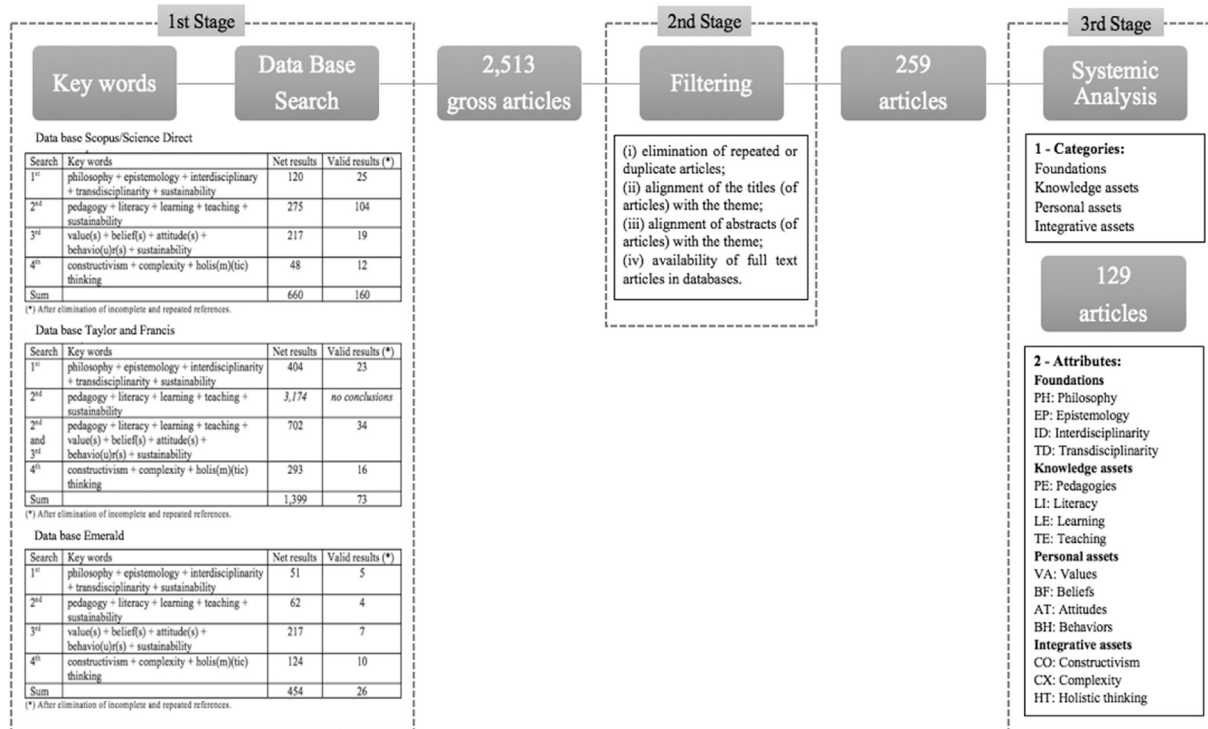 1st Stage
2nd Stage
3rd Stage
Key words
Data Base
Search
2,513
gross articles
Filtering
259
articles
Systemic
Analysis
Data base Scopus/Science Direct
Search Key words Net results Valid results (*)
1st philosophy + epistemology + interdisciplinary 120 25
+ transdisciplinarity + sustainability
2nd pedagogy + literacy + learning + teaching + 275 104
sustainability
3rd value(s) + belief(s) + attitude(s) + 217 19
behavio(u)r(s) + sustainability
4th constructivism + complexity + holis(m)(tic) 48 12
thinking
Sum 660 160
(*) After elimination of incomplete and repeated references.
Data base Taylor and Francis
Search Key words Net results Valid results (*)
1st philosophy + epistemology + interdisciplinarity 404 23
+ transdisciplinarity + sustainability
2nd pedagogy + literacy + learning + teaching + 3,174 no conclusions
sustainability
2nd pedagogy + literacy + learning + teaching + 702 34
and value(s) + belief(s) + attitude(s) +
3rd behavio(u)r(s) + sustainability
4th constructivism + complexity + holis(m)(tic) 293 16
thinking
Sum 1,399 73
(*) After elimination of incomplete and repeated references.
Data base Emerald
Search Key words Net results Valid results (*)
1st philosophy + epistemology + interdisciplinarity 51 5
+ transdisciplinarity + sustainability
2nd pedagogy + literacy + learning + teaching + 62 4
sustainability
3rd value(s) + belief(s) + attitude(s) + 217 7
behavio(u)r(s) + sustainability
4th constructivism + complexity + holis(m)(tic) 124 10
thinking
Sum 454 26
(*) After elimination of incomplete and repeated references.
(i) elimination of repeated or
duplicate articles;
(ii) alignment of the titles (of
articles) with the theme;
(iii) alignment of abstracts (of
articles) with the theme;
(iv) availability of full text
articles in databases.
1 - Categories:
Foundations
Knowledge assets
Personal assets
Integrative assets
129
articles
2 - Attributes:
Foundations
PH: Philosophy
EP: Epistemology
ID: Interdisciplinarity
TD: Transdisciplinarity
Knowledge assets
PE: Pedagogies
LI: Literacy
LE: Learning
TE: Teaching
Personal assets
VA: Values
BF: Beliefs
AT: Attitudes
BH: Behaviors
Integrative assets
CO: Constructivism
CX: Complexity
HT: Holistic thinking